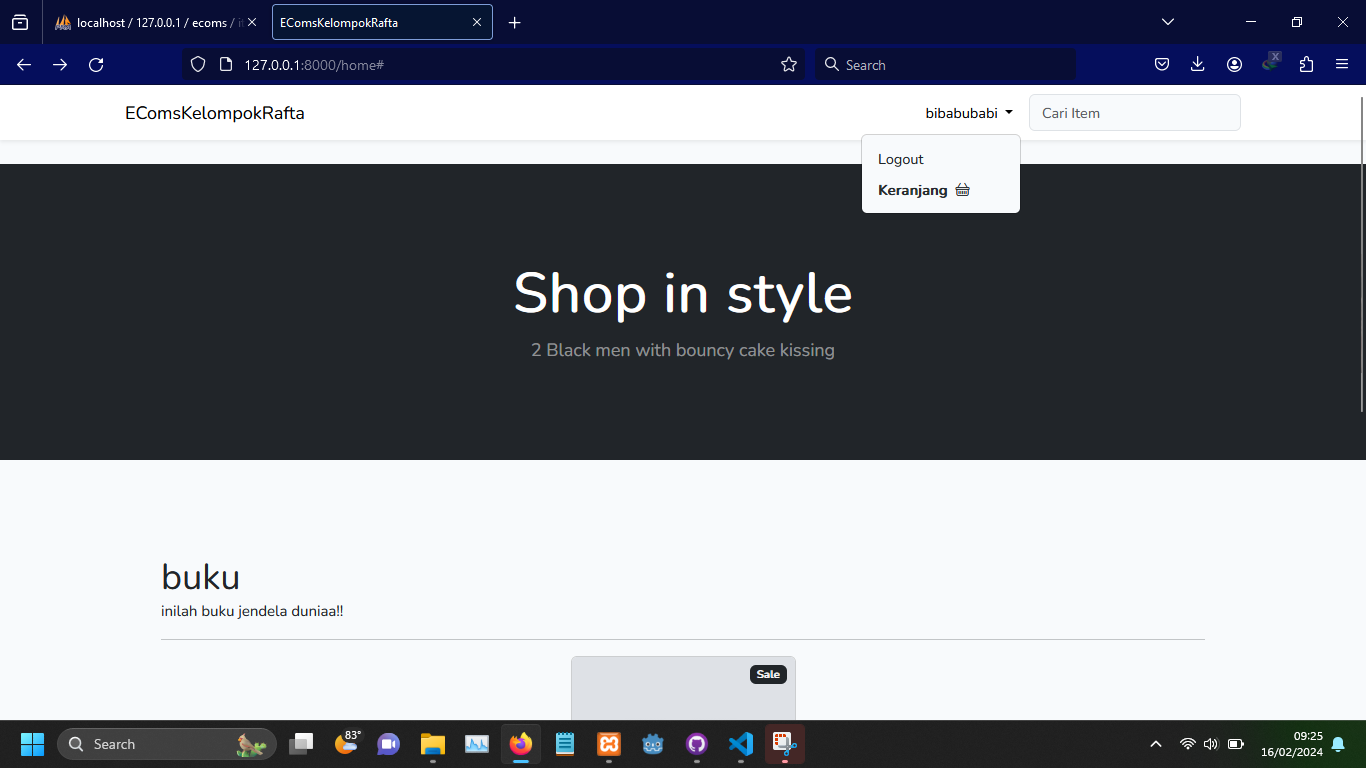 localhost / 127.0.0.1 / ecoms /
EComsKelompokRafta
127.0.0.1:8000/home#
Search
X
EComsKelompokRafta
bibabubabi
Cari Item
Logout
Keranjang
Shop in style
2 Black men with bouncy cake kissing
buku
inilah buku jendela duniaa!!
Sale
Search
83°
09:25
16/02/2024